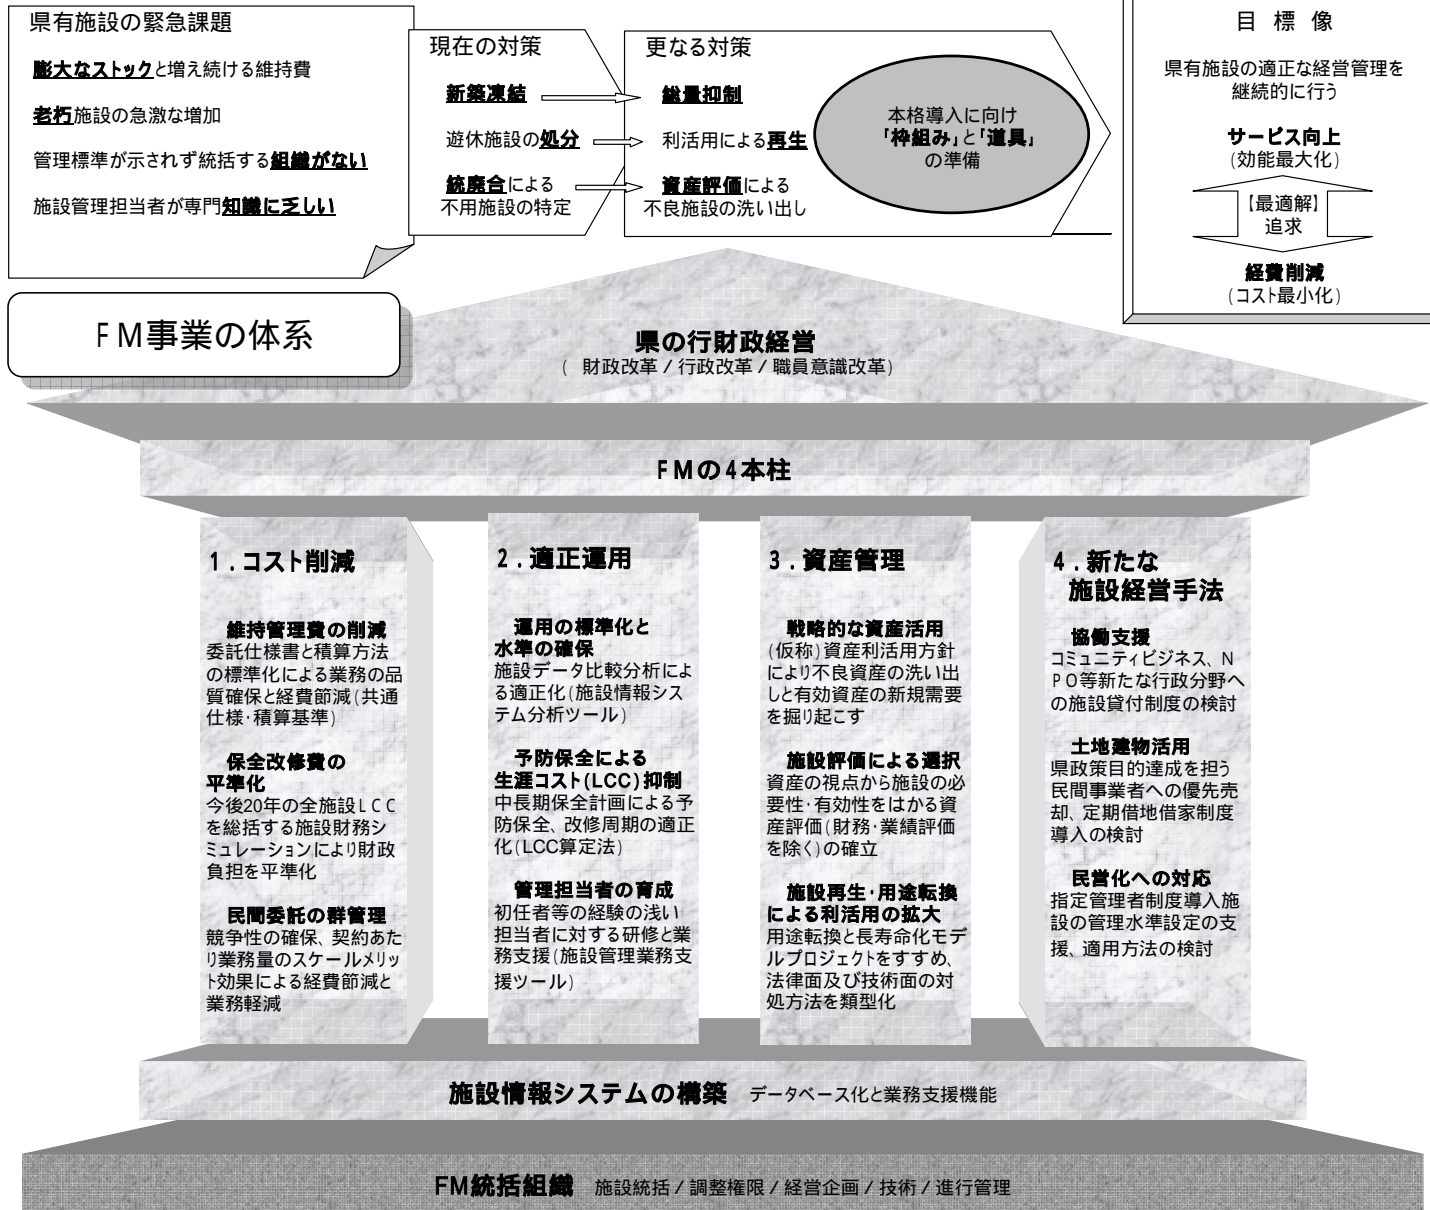 県有施設の緊急課題
膨大なストックと増え続ける維持費
老朽施設の急激な増加
管理標準が示されず統括する組織がない
施設管理担当者が専門知識に乏しい
現在の対策
新築凍結
遊休施設の処分
統廃合による
不用施設の特定
更なる対策
総量抑制
利活用による再生
資産評価による
不良施設の洗い出し
本格導入に向け
「枠組み」と「道具」
の準備
目 標 像
県有施設の適正な経営管理を
継続的に行う
サービス向上
(効能最大化)
【最適解】
追求
経費削減
(コスト最小化)
FM事業の体系
県の行財政経営
( 財政改革/行政改革/職員意識改革)
FMの4本柱
1.コスト削減
維持管理費の削減
委託仕様書と積算方法
の標準化による業務の品
質確保と経費節減(共通
仕様・積算基準)
保全改修費の
平準化
今後20年の全施設LCC
を総括する施設財務シ
ミュレーションにより財政
負担を平準化
民間委託の群管理
競争性の確保、契約あた
り業務量のスケールメリッ
ト効果による経費節減と
業務軽減
2.適正運用
運用の標準化と
水準の確保
施設データ比較分析によ
る適正化(施設情報シス
テム分析ツール)
予防保全による
生涯コスト(LCC)抑制
中長期保全計画による予
防保全、改修周期の適正
化(LCC算定法)
管理担当者の育成
初任者等の経験の浅い
担当者に対する研修と業
務支援(施設管理業務支
援ツール)
3.資産管理
戦略的な資産活用
(仮称)資産利活用方針
により不良資産の洗い出
しと有効資産の新規需要
を掘り起こす
施設評価による選択
資産の視点から施設の必
要性・有効性をはかる資
産評価(財務・業績評価
を除く)の確立
施設再生・用途転換
による利活用の拡大
用途転換と長寿命化モデ
ルプロジェクトをすすめ、
法律面及び技術面の対
処方法を類型化
4.新たな
施設経営手法
協働支援
コミュニティビジネス、N
PO等新たな行政分野へ
の施設貸付制度の検討
土地建物活用
県政策目的達成を担う
民間事業者への優先売
却、定期借地借家制度
導入の検討
民営化への対応
指定管理者制度導入施
設の管理水準設定の支
援、適用方法の検討
施設情報システムの構築 データベース化と業務支援機能
FM統括組織 施設統括/調整権限/経営企画/技術/進行管理